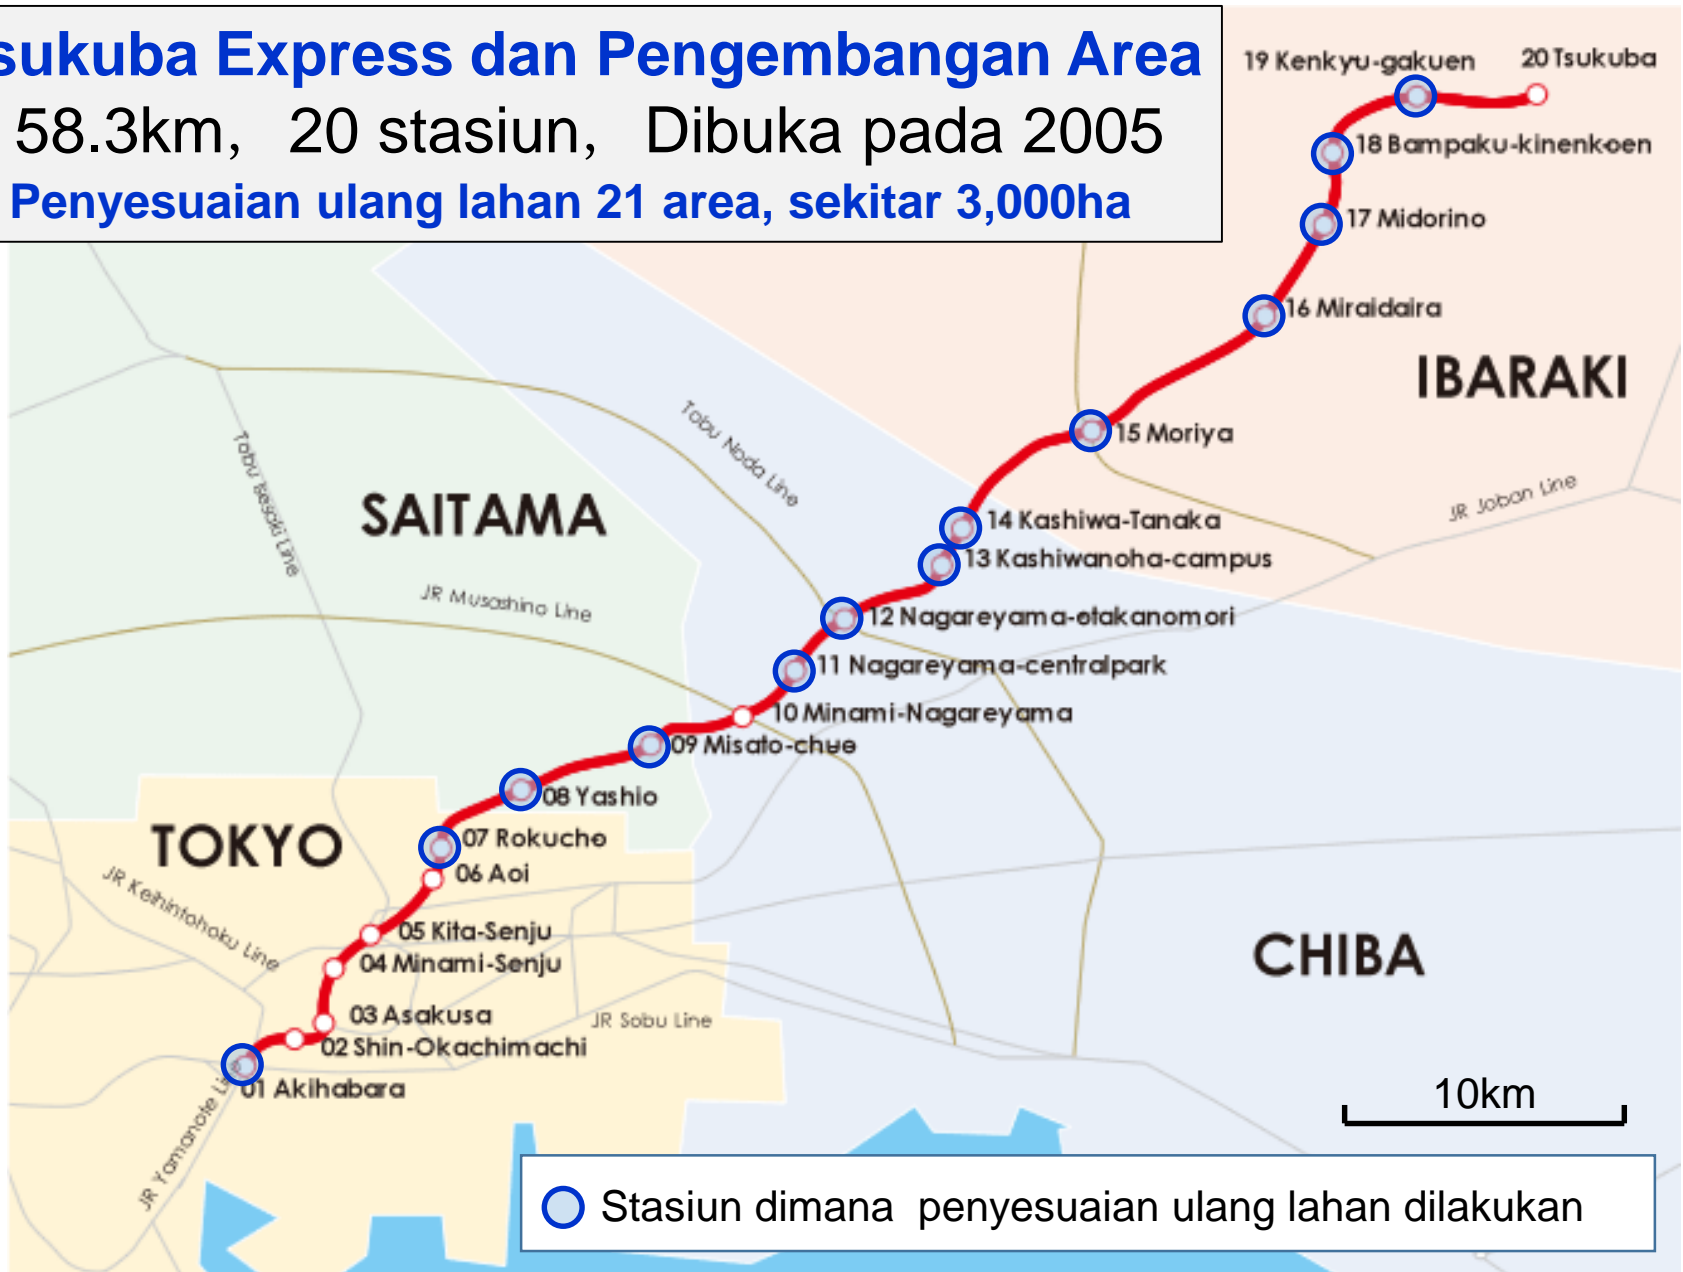 sukuba Express dan Pengembangan Area
58.3km, 20 stasiun, Dibuka pada 2005
Penyesuaian ulang lahan 21 area, sekitar 3,000ha
19 Kenkyu-gakuen
20 Tsukuba
18 Bampaku-kinenkoen
17 Midorino
16 Miraidaira
IBARAKI
15 Moriya
Tobu Noda Line
Tobu Isesaki Line
SAITAMA
JR Joban Line
14 Kashiwa-Tanaka
13 Kashiwanoha-campus
JR Musashino Line
12 Nagareyama-otakanomori
11 Nagareyama-centralpark
10 Minami-Nagareyama
09 Misato-chuo
08 Yashio
TOKYO
07 Rokucho
06 Aoi
JR Keihintohoku Line
05 Kita-Senju
04 Minami-Senju
CHIBA
03 Asakusa
JR Sobu Line
02 Shin-Okachimachi
01 Akihabara
JR Yamanote Line
10km
Stasiun dimana penyesuaian ulang lahan dilakukan